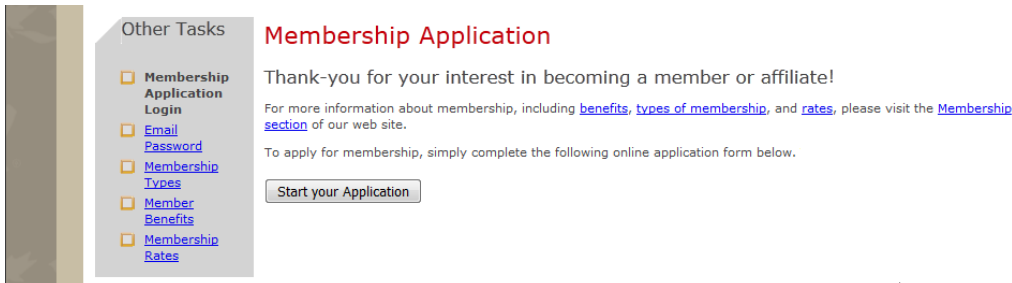 Other Tasks
Membership
Application
Login
Email
Password
Membership
Types
Member
Benefits
Membership
Rates
Membership Application
Thank-you for your interest in becoming a member or affiliate!
For more information about membership, including benefits, types of membership, and rates, please visit the Membership
section of our web site.
To apply for membership, simply complete the following online application form below.
Start your Application